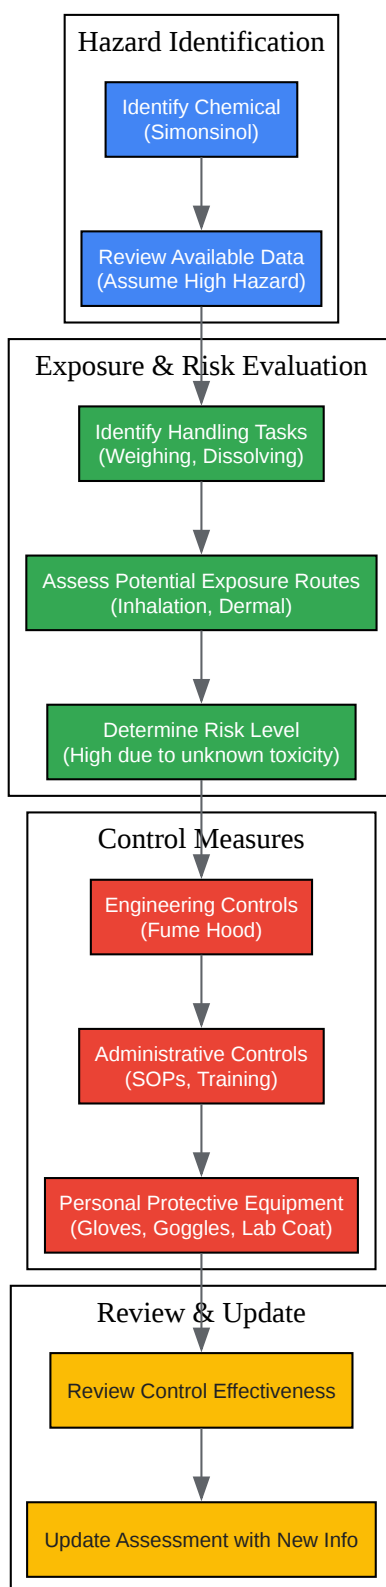 Hazard Identification
Identify Chemical
(Simonsinol)
Review Available Data
(Assume High Hazard)
Exposure & Risk Evaluation
Identify Handling Tasks
(Weighing, Dissolving)
Assess Potential Exposure Routes
(Inhalation, Dermal)
Determine Risk Level
(High due to unknown toxicity)
Control Measures
Engineering Controls
(Fume Hood)
Administrative Controls
(SOPs, Training)
Personal Protective Equipment
(Gloves, Goggles, Lab Coat)
Review & Update
Review Control Effectiveness
Update Assessment with New Info